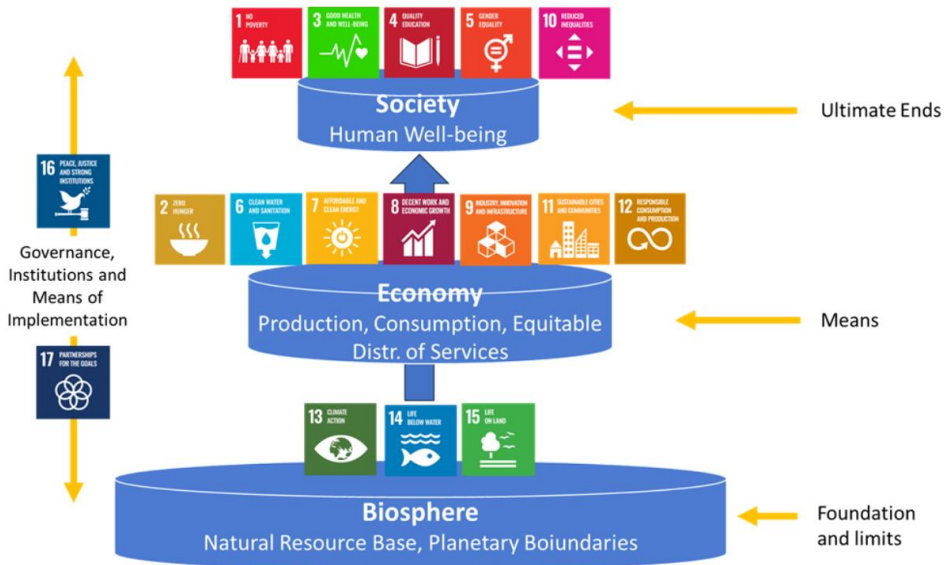 1 NO
POVERTY
3 GOOD HEALTH
AND WELL-BEING
4 QUALITY
EDUCATION
5 GENDER
EQUALITY
10 REDUCED
INEQUALITIES
Society
Human Well-being
Ultimate Ends
16 PEACE, JUSTICE
AND STRONG
INSTITUTIONS
Governance,
Institutions and
Means of
Implementation
17 PARTNERSHIPS
FOR THE GOALS
2 ZERO
HUNGER
6 CLEAN WATER
AND SANITATION
7 AFFORDABLE AND
CLEAN ENERGY
8 DECENT WORK AND
ECONOMIC GROWTH
9 INDUSTRY, INNOVATION
AND INFRASTRUCTURE
11 SUSTAINABLE CITIES
AND COMMUNITIES
12 RESPONSIBLE
CONSUMPTION
AND PRODUCTION
Economy
Production, Consumption, Equitable
Distr. of Services
Means
13 CLIMATE
ACTION
14 LIFE
BELOW WATER
15 LIFE
ON LAND
Biosphere
Natural Resource Base, Planetary Boiundaries
Foundation
and limits